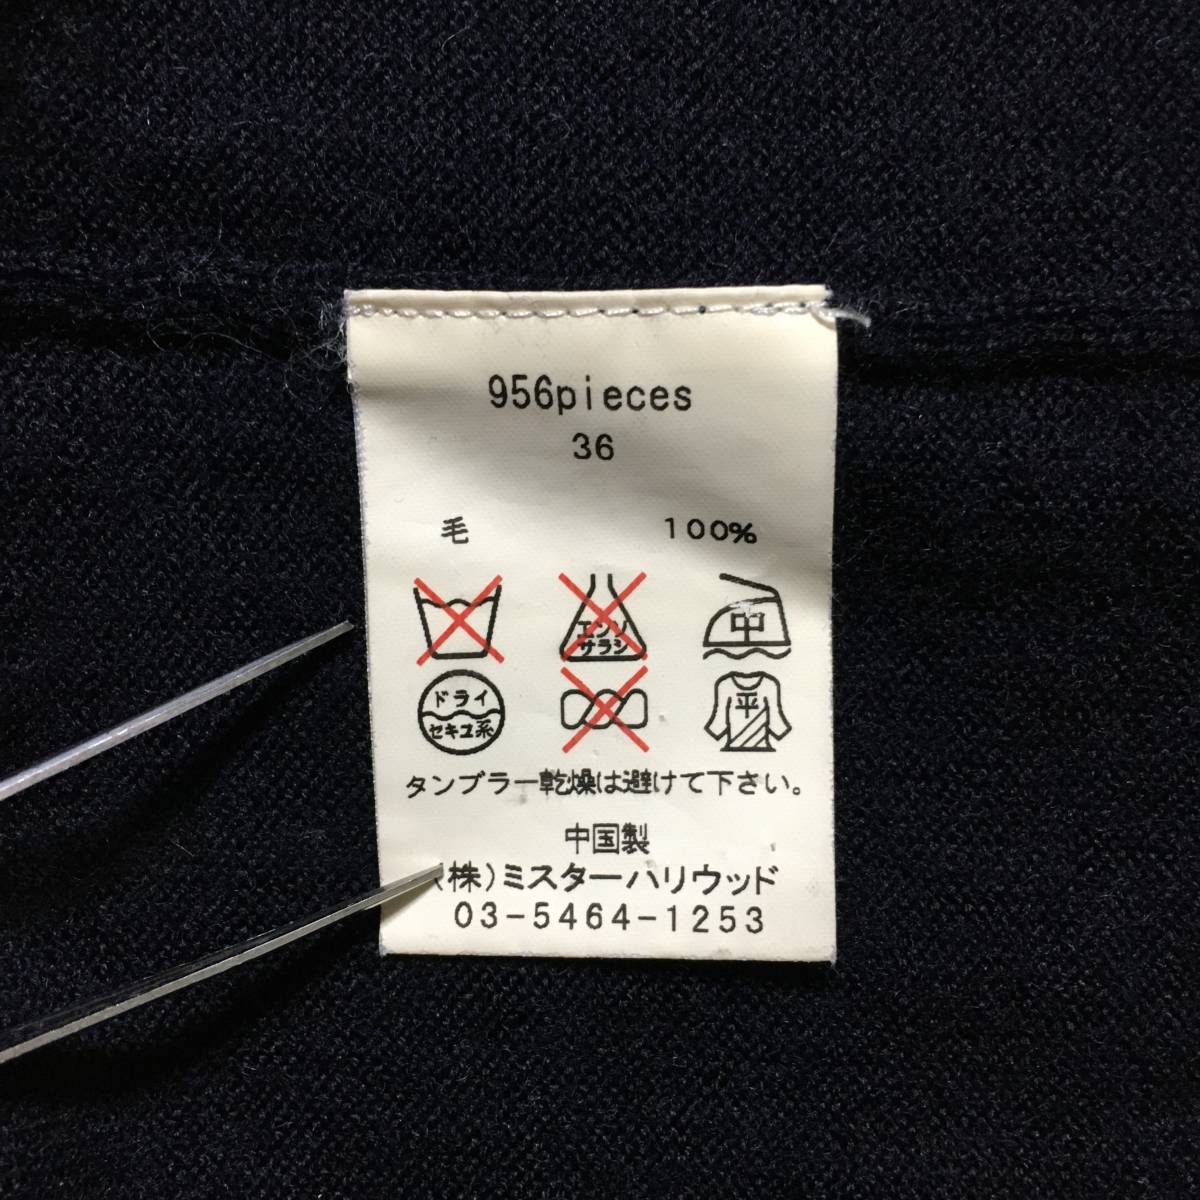 956pieces
36
毛 100%
エンソ
サラシ
中
ドライ
セキユ系
平
タンブラー乾燥は避けて下さい。
中国製
(株)ミスターハリウッド
03-5464-1253